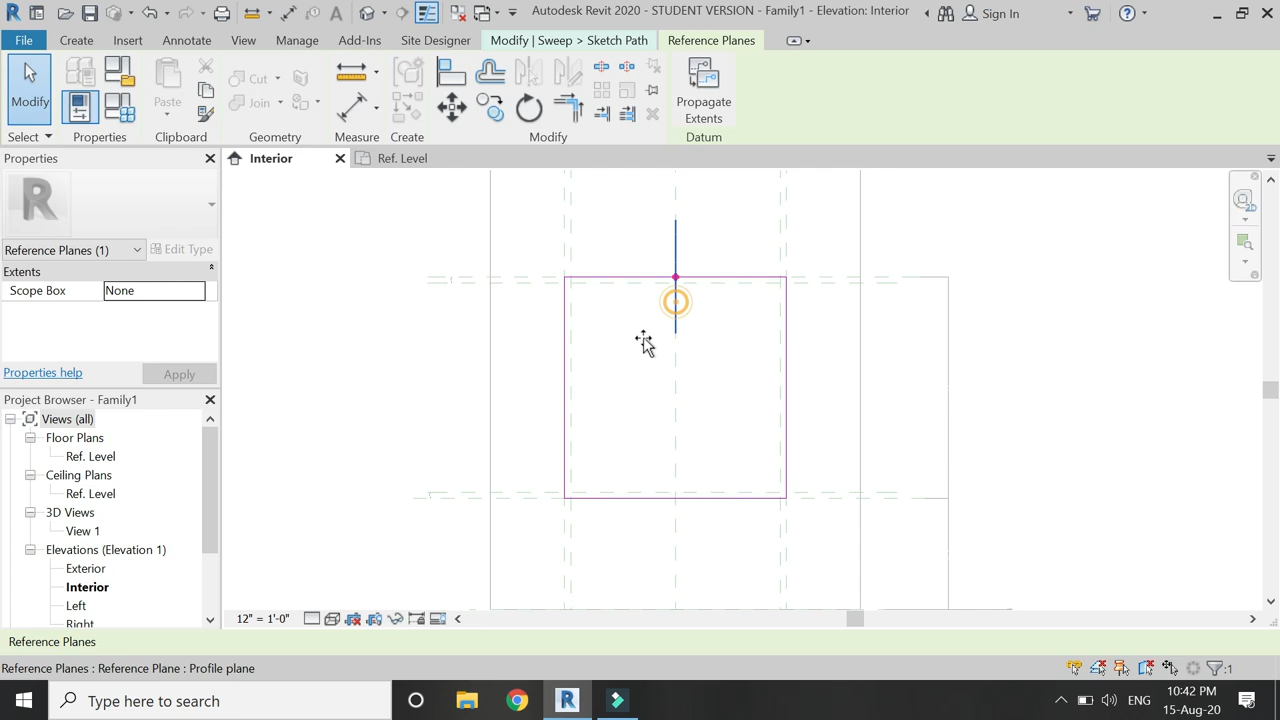 Autodesk Revit 2020 - STUDENT VERSION - Family1 - Elevation: Interior
Sign In
File Create Insert Annotate View Manage Add-Ins Site Designer Modify | Sweep > Sketch Path Reference Planes
Modify Paste Cut Join Propagate Extents
Select Properties Clipboard Geometry Measure Create Modify Datum
Properties
Interior Ref. Level
R
Reference Planes (1) Edit Type
Extents
Scope Box None
Properties help Apply
Project Browser - Family1
Views (all)
Floor Plans
Ref. Level
Ceiling Plans
Ref. Level
3D Views
View 1
Elevations (Elevation 1)
Exterior
Interior
Left
Right
2D
12" = 1'-0"
Reference Planes
Reference Planes : Reference Plane : Profile plane
:1
Type here to search
R
ENG
10:42 PM
15-Aug-20